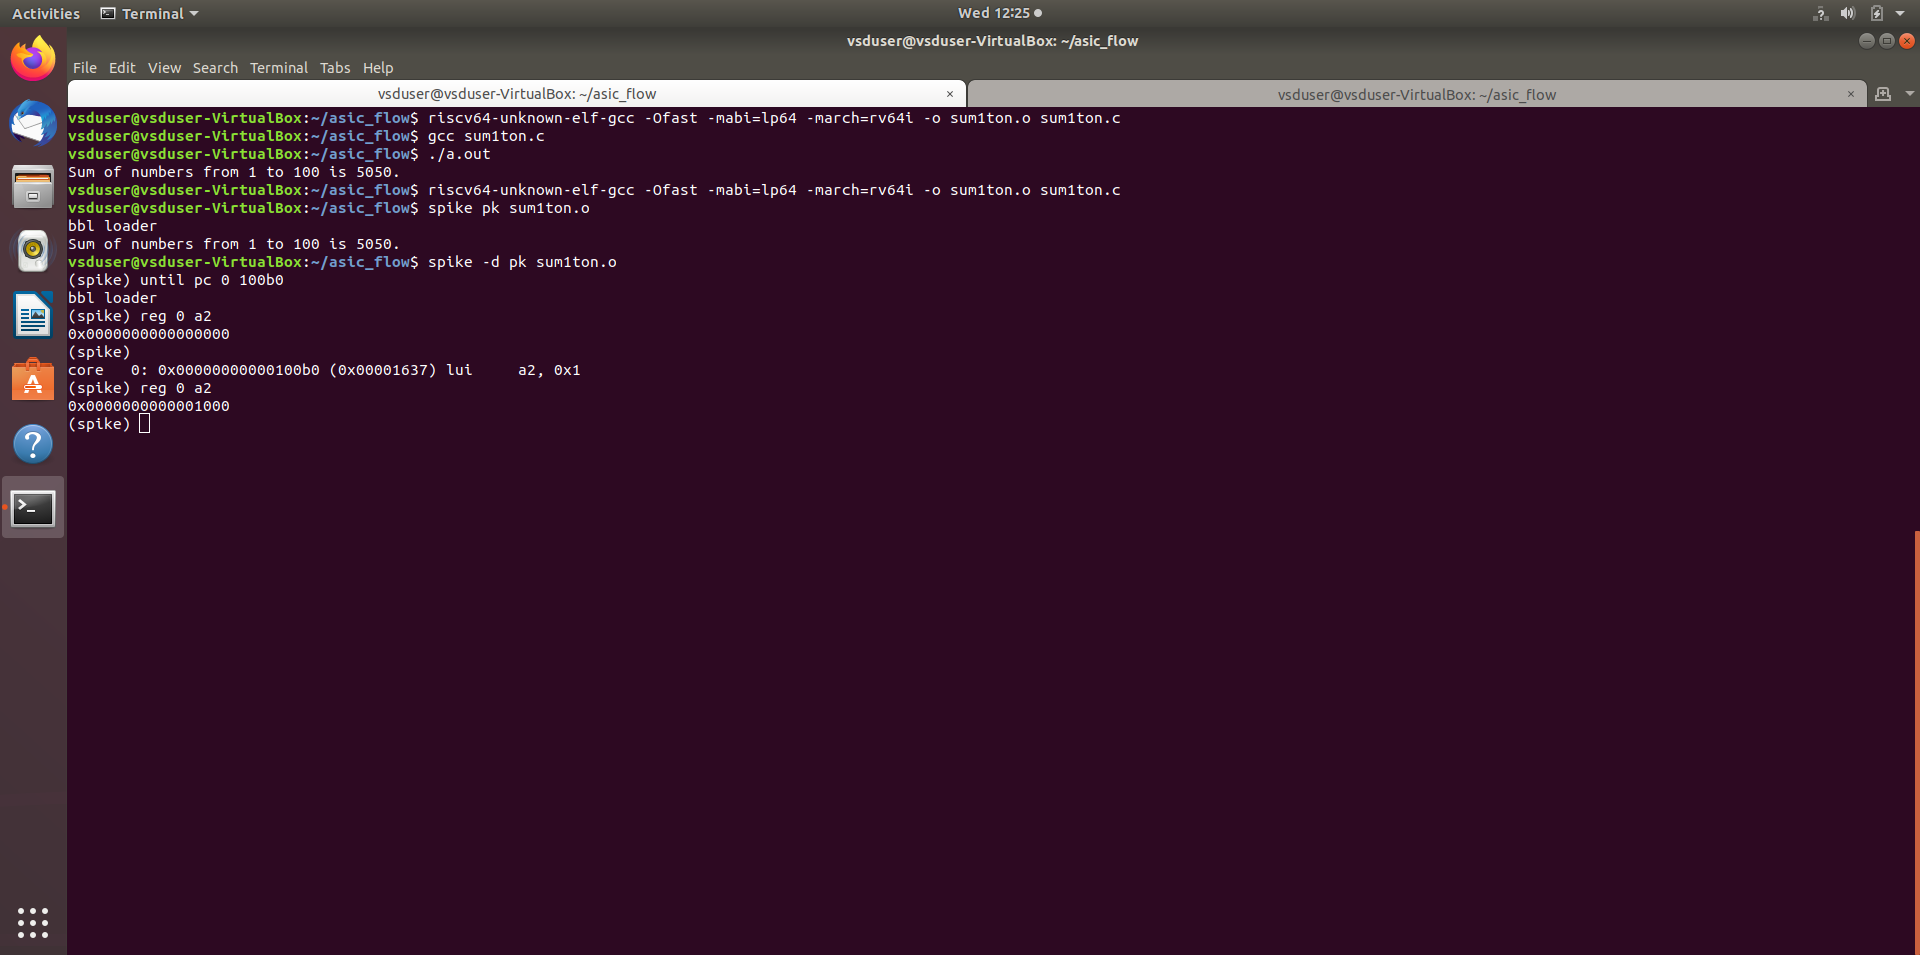 Activities Terminal Wed 12:25
vsduser@vsduser-VirtualBox: ~/asic_flow
File Edit View Search Terminal Tabs Help
vsduser@vsduser-VirtualBox: ~/asic_flow × vsduser@vsduser-VirtualBox: ~/asic_flow ×
vsduser@vsduser-VirtualBox:~/asic_flow$ riscv64-unknown-elf-gcc -Ofast -mabi=lp64 -march=rv64i -o sum1ton.o sum1ton.c
vsduser@vsduser-VirtualBox:~/asic_flow$ gcc sum1ton.c
vsduser@vsduser-VirtualBox:~/asic_flow$ ./a.out
Sum of numbers from 1 to 100 is 5050.
vsduser@vsduser-VirtualBox:~/asic_flow$ riscv64-unknown-elf-gcc -Ofast -mabi=lp64 -march=rv64i -o sum1ton.o sum1ton.c
vsduser@vsduser-VirtualBox:~/asic_flow$ spike pk sum1ton.o
bbl loader
Sum of numbers from 1 to 100 is 5050.
vsduser@vsduser-VirtualBox:~/asic_flow$ spike -d pk sum1ton.o
(spike) until pc 0 100b0
bbl loader
(spike) reg 0 a2
0x0000000000000000
(spike)
core   0: 0x00000000000100b0 (0x00001637) lui     a2, 0x1
(spike) reg 0 a2
0x0000000000001000
(spike)